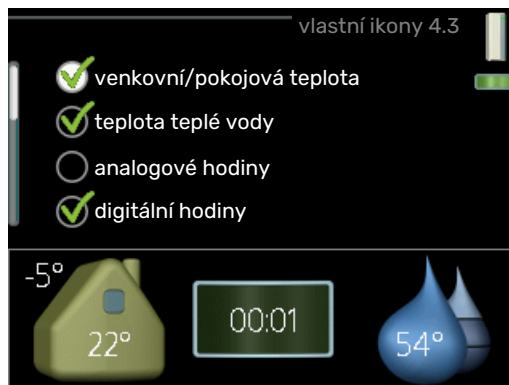 vlastní ikony 4.3
venkovní/pokojová teplota
teplota teplé vody
analogové hodiny
digitální hodiny
-5°
22°
00:01
54°